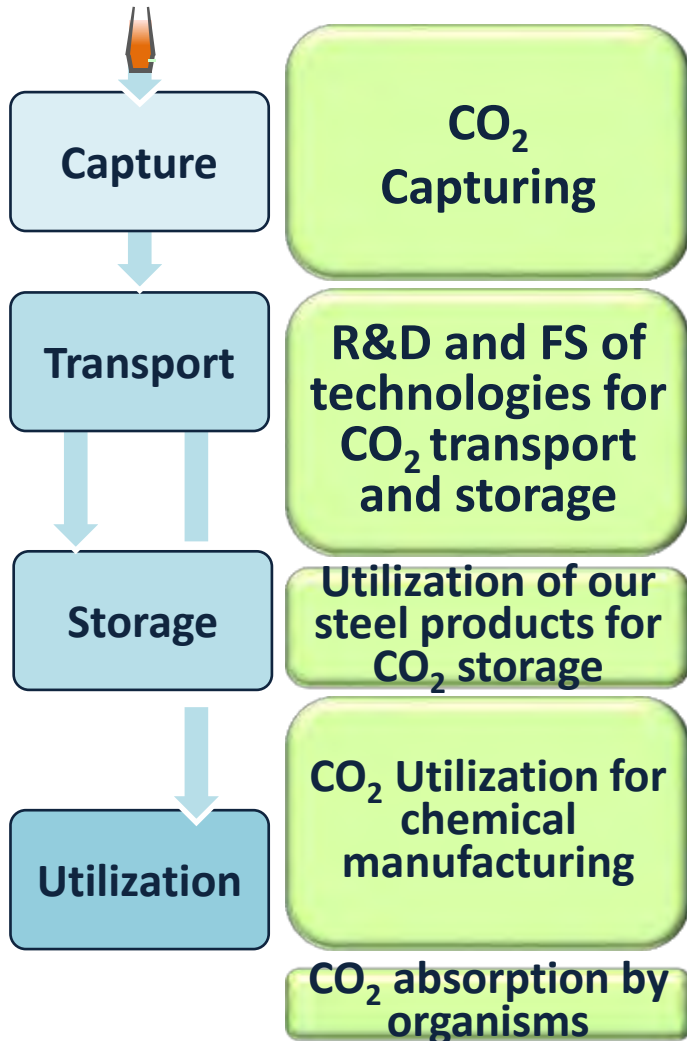 Capture
CO₂
Capturing
Transport
R&D and FS of
technologies for
CO₂ transport
and storage
Storage
Utilization of our
steel products for
CO₂ storage
Utilization
CO₂ Utilization for
chemical
manufacturing
CO₂ absorption by
organisms